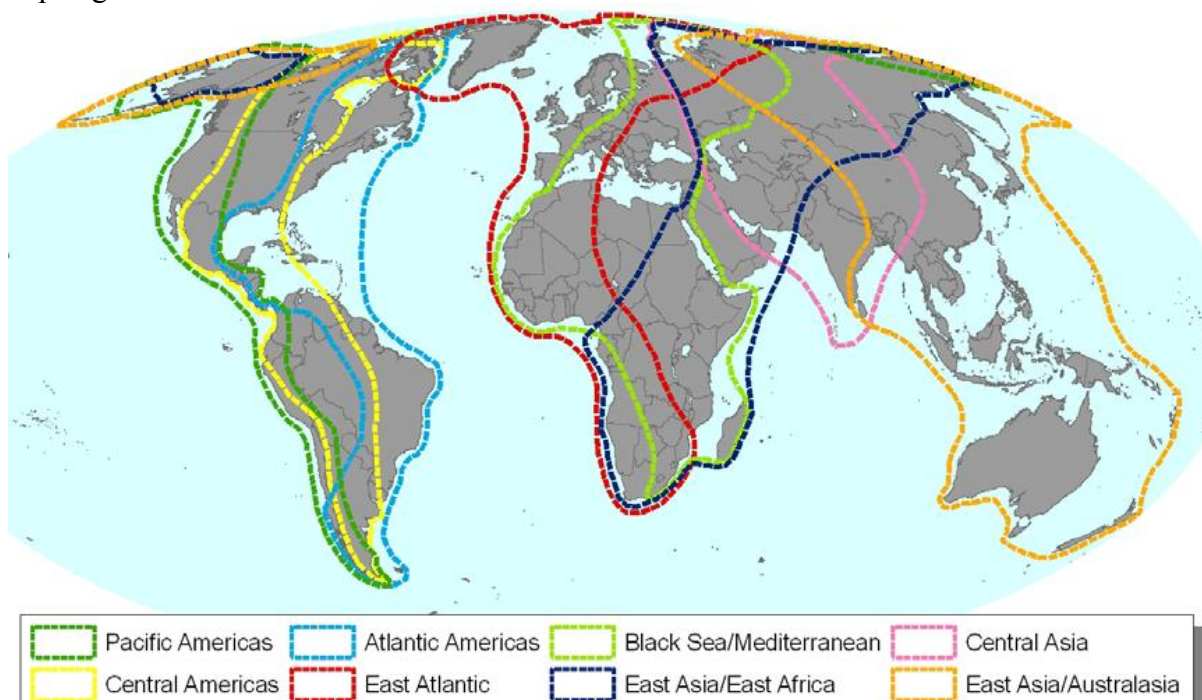 Pacific Americas Atlantic Americas Black Sea/Mediterranean Central Asia
Central Americas East Atlantic East Asia/East Africa East Asia/Australasia